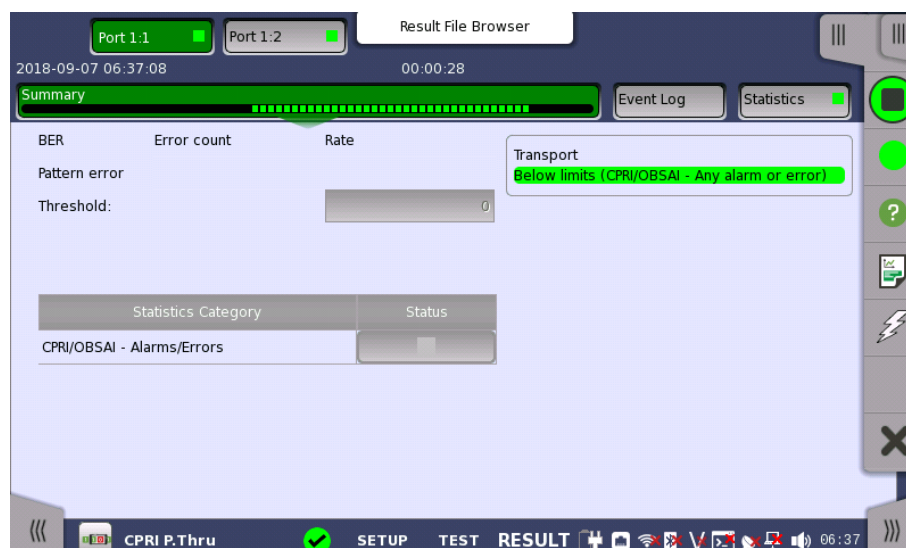 Result File Browser
Port 1:1
Port 1:2
2018-09-07 06:37:08
00:00:28
Summary
Event Log
Statistics
BER
Error count
Rate
Transport
Below limits (CPRI/OBSAI - Any alarm or error)
Pattern error
Threshold:
0
Statistics Category
Status
CPRI/OBSAI - Alarms/Errors
CPRI P.Thru
SETUP
TEST
RESULT
06:37